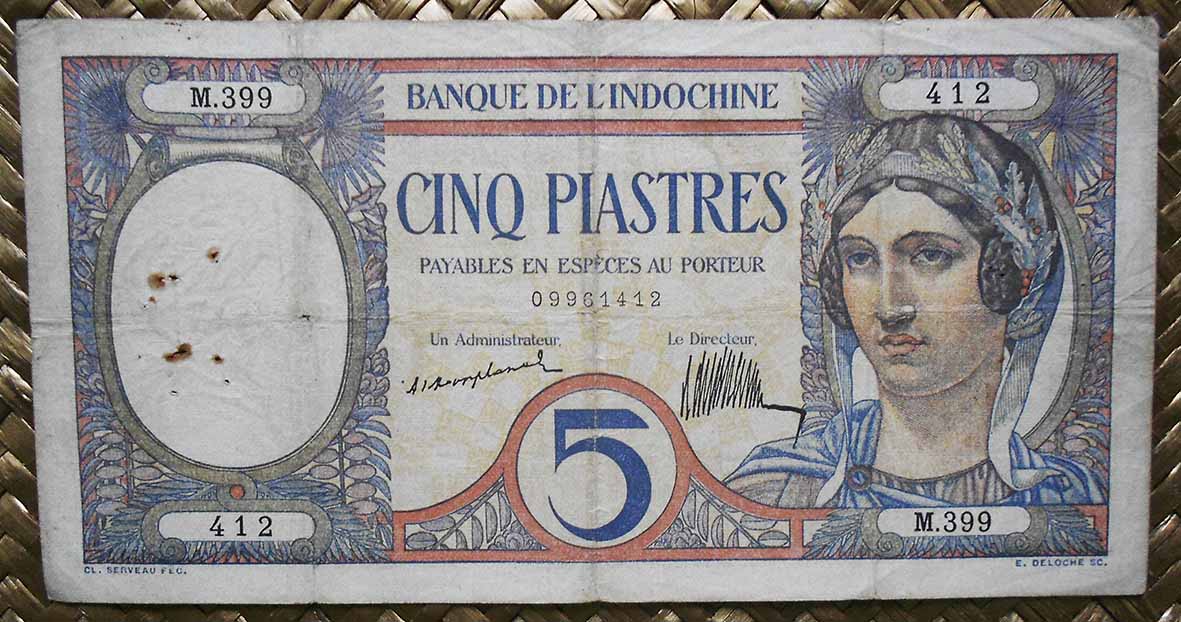 M.399
BANQUE DE L'INDOCHINE
412
CINQ PIASTRES
PAYABLES EN ESPÈCES AU PORTEUR
09961412
Un Administrateur,
Le Directeur,
5
412
M.399
CL. SERVEAU FEC.
E. DELOCHE SC.